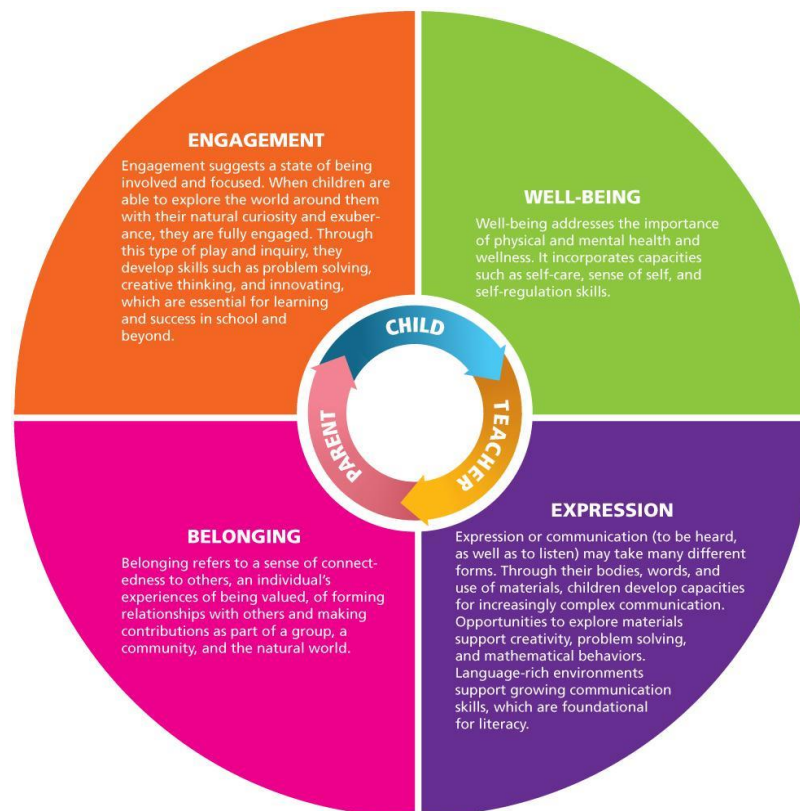 ENGAGEMENT
Engagement suggests a state of being
involved and focused. When children are
able to explore the world around them
with their natural curiosity and exuber-
ance, they are fully engaged. Through
this type of play and inquiry, they
develop skills such as problem solving,
creative thinking, and innovating,
which are essential for learning
and success in school and
beyond.
WELL-BEING
Well-being addresses the importance
of physical and mental health and
wellness. It incorporates capacities
such as self-care, sense of self, and
self-regulation skills.
CHILD
TEACHER
PARENT
BELONGING
Belonging refers to a sense of connect-
edness to others, an individual’s
experiences of being valued, of forming
relationships with others and making
contributions as part of a group, a
community, and the natural world.
EXPRESSION
Expression or communication (to be heard,
as well as to listen) may take many different
forms. Through their bodies, words, and
use of materials, children develop capacities
for increasingly complex communication.
Opportunities to explore materials
support creativity, problem solving,
and mathematical behaviors.
Language-rich environments
support growing communication
skills, which are foundational
for literacy.